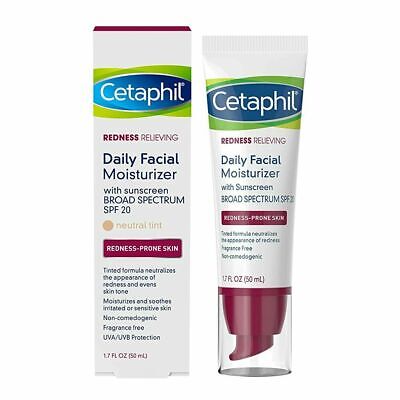 Cetaphil®
REDNESS RELIEVING
Daily Facial
Moisturizer
with sunscreen
BROAD SPECTRUM
SPF 20
neutral tint
REDNESS-PRONE SKIN
Tinted formula neutralizes
the appearance of
redness and evens
skin tone
Moisturizes and soothes
irritated or sensitive skin
Non-comedogenic
Fragrance Free
UVA/UVB Protection
1.7 FL OZ (50 mL)
Cetaphil®
REDNESS RELIEVING
Daily Facial
Moisturizer
with Sunscreen
BROAD SPECTRUM SPF 20
REDNESS-PRONE SKIN
Tinted formula neutralizes
the appearance of redness
Fragrance Free
Non-comedogenic
1.7 FL OZ (50 mL)